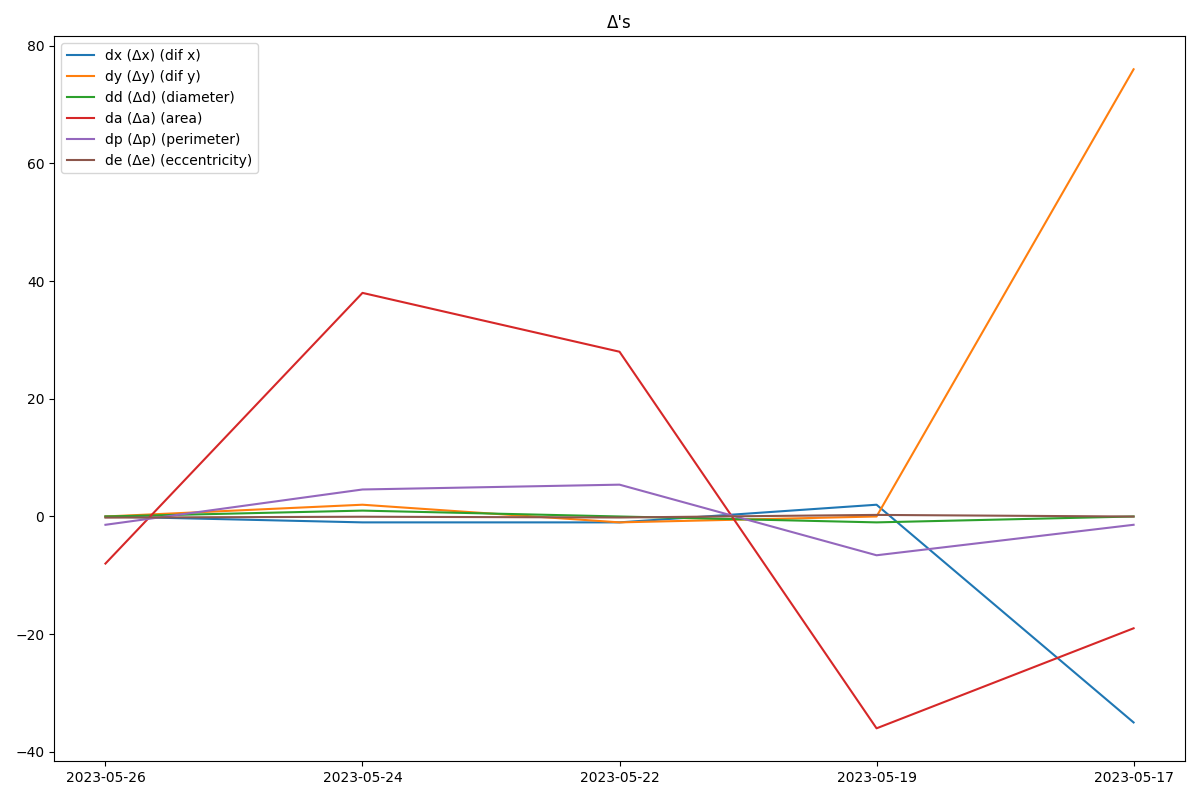 Δ's
dx (Δx) (dif x)
dy (Δy) (dif y)
dd (Δd) (diameter)
da (Δa) (area)
dp (Δp) (perimeter)
de (Δe) (eccentricity)
80
60
40
20
0
−20
−40
2023-05-26 2023-05-24 2023-05-22 2023-05-19 2023-05-17